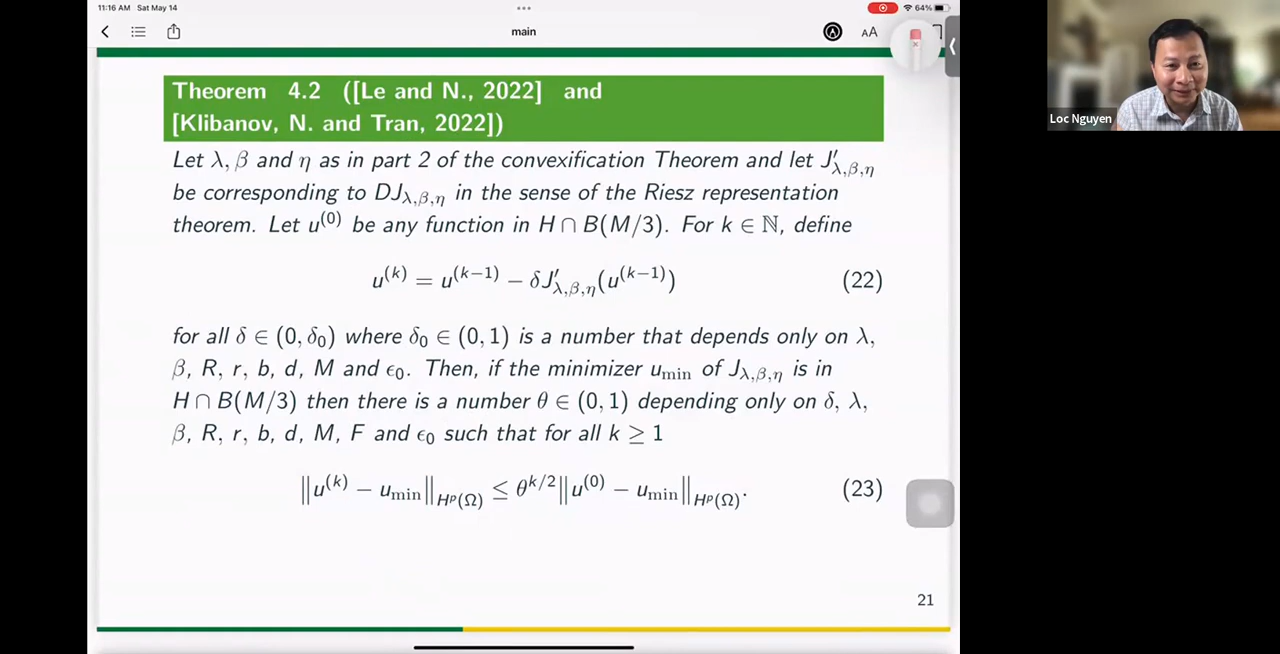 11:16 AM Sat May 14
64%
main
AA
Theorem 4.2 ([Le and N., 2022] and
[Klibanov, N. and Tran, 2022])
Let λ, β and η as in part 2 of the convexification Theorem and let J′λ,β,η
be corresponding to DJλ,β,η in the sense of the Riesz representation
theorem. Let u(0) be any function in H ∩ B(M/3). For k ∈ ℕ, define
u(k) = u(k−1) − δJ′λ,β,η(u(k−1)) (22)
for all δ ∈ (0, δ0) where δ0 ∈ (0, 1) is a number that depends only on λ,
β, R, r, b, d, M and ϵ0. Then, if the minimizer umin of Jλ,β,η is in
H ∩ B(M/3) then there is a number θ ∈ (0, 1) depending only on δ, λ,
β, R, r, b, d, M, F and ϵ0 such that for all k ≥ 1
‖u(k) − umin‖Hp(Ω) ≤ θk/2‖u(0) − umin‖Hp(Ω). (23)
21
Loc Nguyen